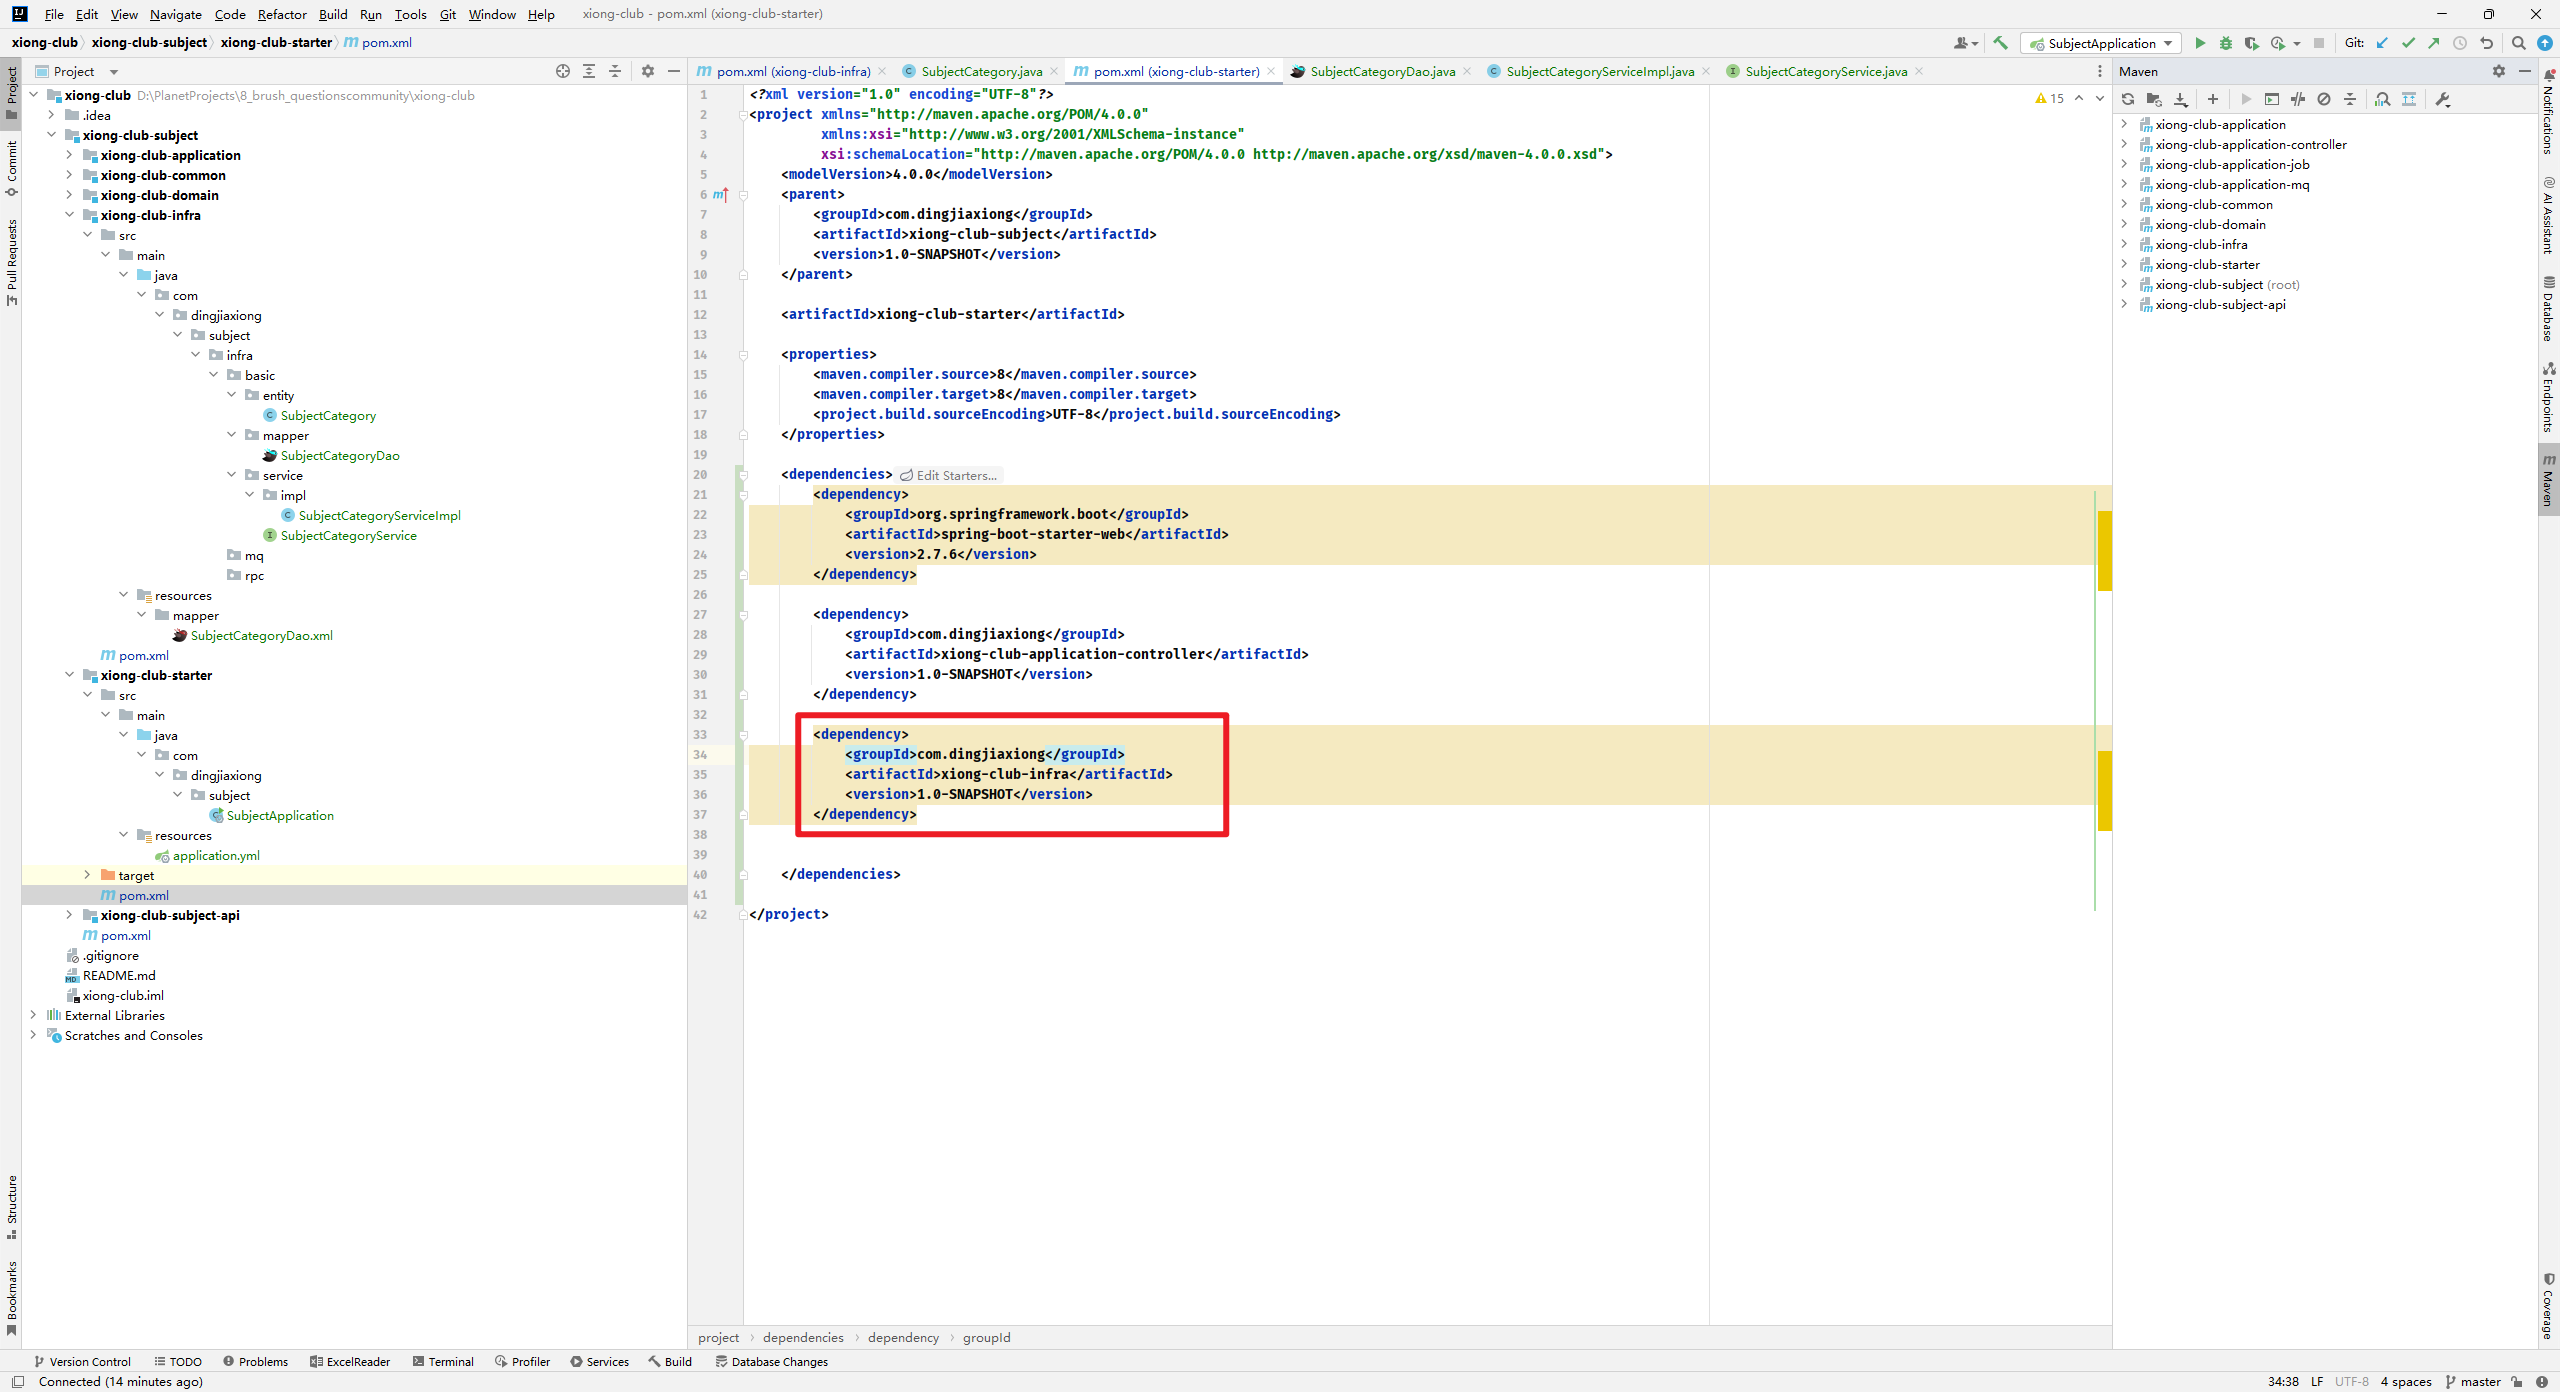 File Edit View Navigate Code Refactor Build Run Tools Git Window Help xiong-club - pom.xml (xiong-club-starter)
xiong-club xiong-club-subject xiong-club-starter pom.xml
SubjectApplication Git:
Project
xiong-club D:\PlanetProjects\8_brush_questionscommunity\xiong-club
.idea
xiong-club-subject
xiong-club-application
xiong-club-common
xiong-club-domain
xiong-club-infra
src
main
java
com
dingjiaxiong
subject
infra
basic
entity
SubjectCategory
mapper
SubjectCategoryDao
service
impl
SubjectCategoryServiceImpl
SubjectCategoryService
mq
rpc
resources
mapper
SubjectCategoryDao.xml
pom.xml
xiong-club-starter
src
main
java
com
dingjiaxiong
subject
SubjectApplication
resources
application.yml
target
pom.xml
xiong-club-subject-api
pom.xml
.gitignore
README.md
xiong-club.iml
External Libraries
Scratches and Consoles
Project
Commit
Pull Requests
Structure
Bookmarks
pom.xml (xiong-club-infra) SubjectCategory.java pom.xml (xiong-club-starter) SubjectCategoryDao.java SubjectCategoryServiceImpl.java SubjectCategoryService.java
15
1 <?xml version="1.0" encoding="UTF-8"?>
2 <project xmlns="http://maven.apache.org/POM/4.0.0"
3 xmlns:xsi="http://www.w3.org/2001/XMLSchema-instance"
4 xsi:schemaLocation="http://maven.apache.org/POM/4.0.0 http://maven.apache.org/xsd/maven-4.0.0.xsd">
5 <modelVersion>4.0.0</modelVersion>
6 <parent>
7 <groupId>com.dingjiaxiong</groupId>
8 <artifactId>xiong-club-subject</artifactId>
9 <version>1.0-SNAPSHOT</version>
10 </parent>
11
12 <artifactId>xiong-club-starter</artifactId>
13
14 <properties>
15 <maven.compiler.source>8</maven.compiler.source>
16 <maven.compiler.target>8</maven.compiler.target>
17 <project.build.sourceEncoding>UTF-8</project.build.sourceEncoding>
18 </properties>
19
20 <dependencies> Edit Starters...
21 <dependency>
22 <groupId>org.springframework.boot</groupId>
23 <artifactId>spring-boot-starter-web</artifactId>
24 <version>2.7.6</version>
25 </dependency>
26
27 <dependency>
28 <groupId>com.dingjiaxiong</groupId>
29 <artifactId>xiong-club-application-controller</artifactId>
30 <version>1.0-SNAPSHOT</version>
31 </dependency>
32
33 <dependency>
34 <groupId>com.dingjiaxiong</groupId>
35 <artifactId>xiong-club-infra</artifactId>
36 <version>1.0-SNAPSHOT</version>
37 </dependency>
38
39
40 </dependencies>
41
42 </project>
project dependencies dependency groupId
Maven
xiong-club-application
xiong-club-application-controller
xiong-club-application-job
xiong-club-application-mq
xiong-club-common
xiong-club-domain
xiong-club-infra
xiong-club-starter
xiong-club-subject (root)
xiong-club-subject-api
Notifications
AI Assistant
Database
Endpoints
Maven
Coverage
Version Control TODO Problems ExcelReader Terminal Profiler Services Build Database Changes
Connected (14 minutes ago) 34:38 LF UTF-8 4 spaces master